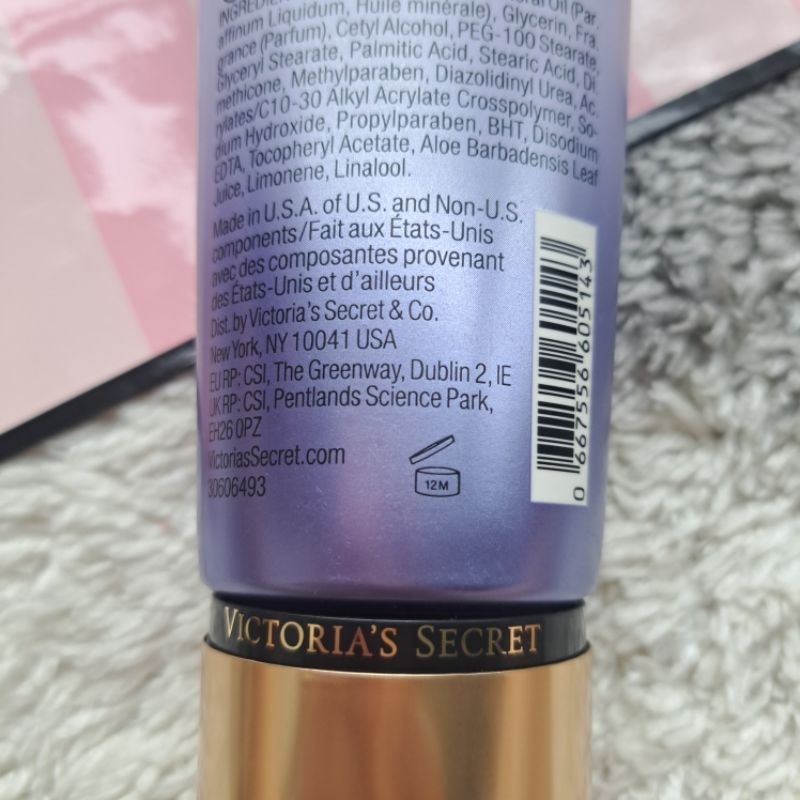 INGREDIEN
eral Oil (Par
affinum Liquidum, Huile minérale), Glycerin, Fra
grance (Parfum), Cetyl Alcohol, PEG-100 Stearate,
Glyceryl Stearate, Palmitic Acid, Stearic Acid, Di
methicone, Methylparaben, Diazolidinyl Urea, Ac
rylates/C10-30 Alkyl Acrylate Crosspolymer, So-
dium Hydroxide, Propylparaben, BHT, Disodium
EDTA, Tocopheryl Acetate, Aloe Barbadensis Leaf
Juice, Limonene, Linalool.
Made in U.S.A. of U.S. and Non-U.S.
components/Fait aux États-Unis
avec des composantes provenant
des États-Unis et d'ailleurs
Dist. by Victoria's Secret & Co.
New York, NY 10041 USA
EU RP: CSI, The Greenway, Dublin 2, IE
UK RP: CSI, Pentlands Science Park,
EH26 0PZ
VictoriasSecret.com
30606493
12M
0 667556 605143
VICTORIA'S SECRET